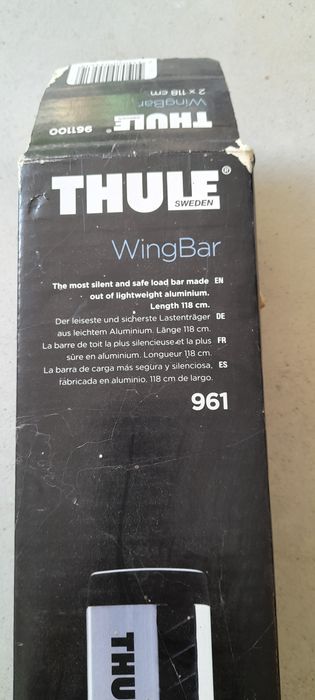 2 x 118 cm
WingBar
THULE
961100
THULE®
SWEDEN
WingBar
The most silent and safe load bar made EN
out of lightweight aluminium.
Length 118 cm.
Der leiseste und sicherste Lastenträger DE
aus leichtem Aluminium. Länge 118 cm.
La barre de toit la plus silencieuse et la plus FR
sûre en aluminium. Longueur 118 cm.
La barra de carga más segura y silenciosa, ES
fabricada en aluminio. 118 cm de largo.
961
THU